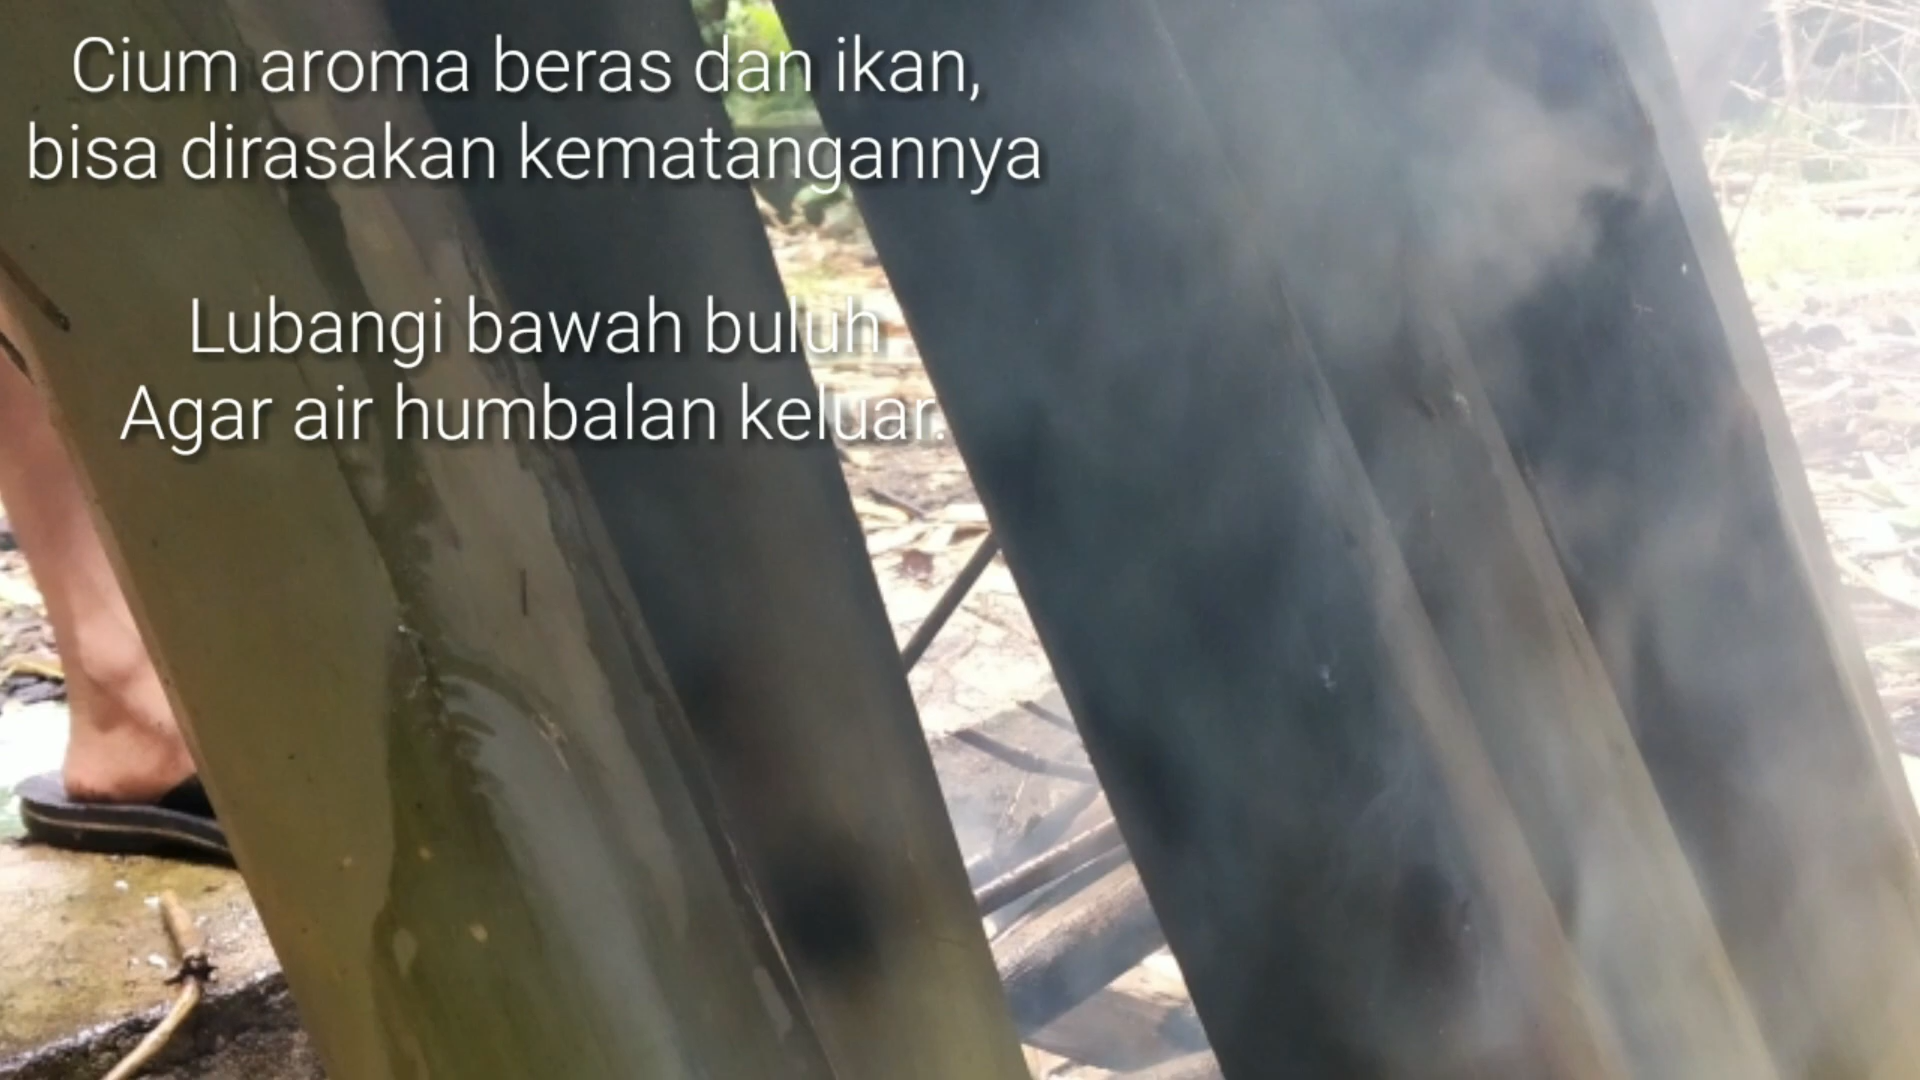 Cium aroma beras dan ikan,
bisa dirasakan kematangannya
Lubangi bawah buluh
Agar air humbalan keluar.